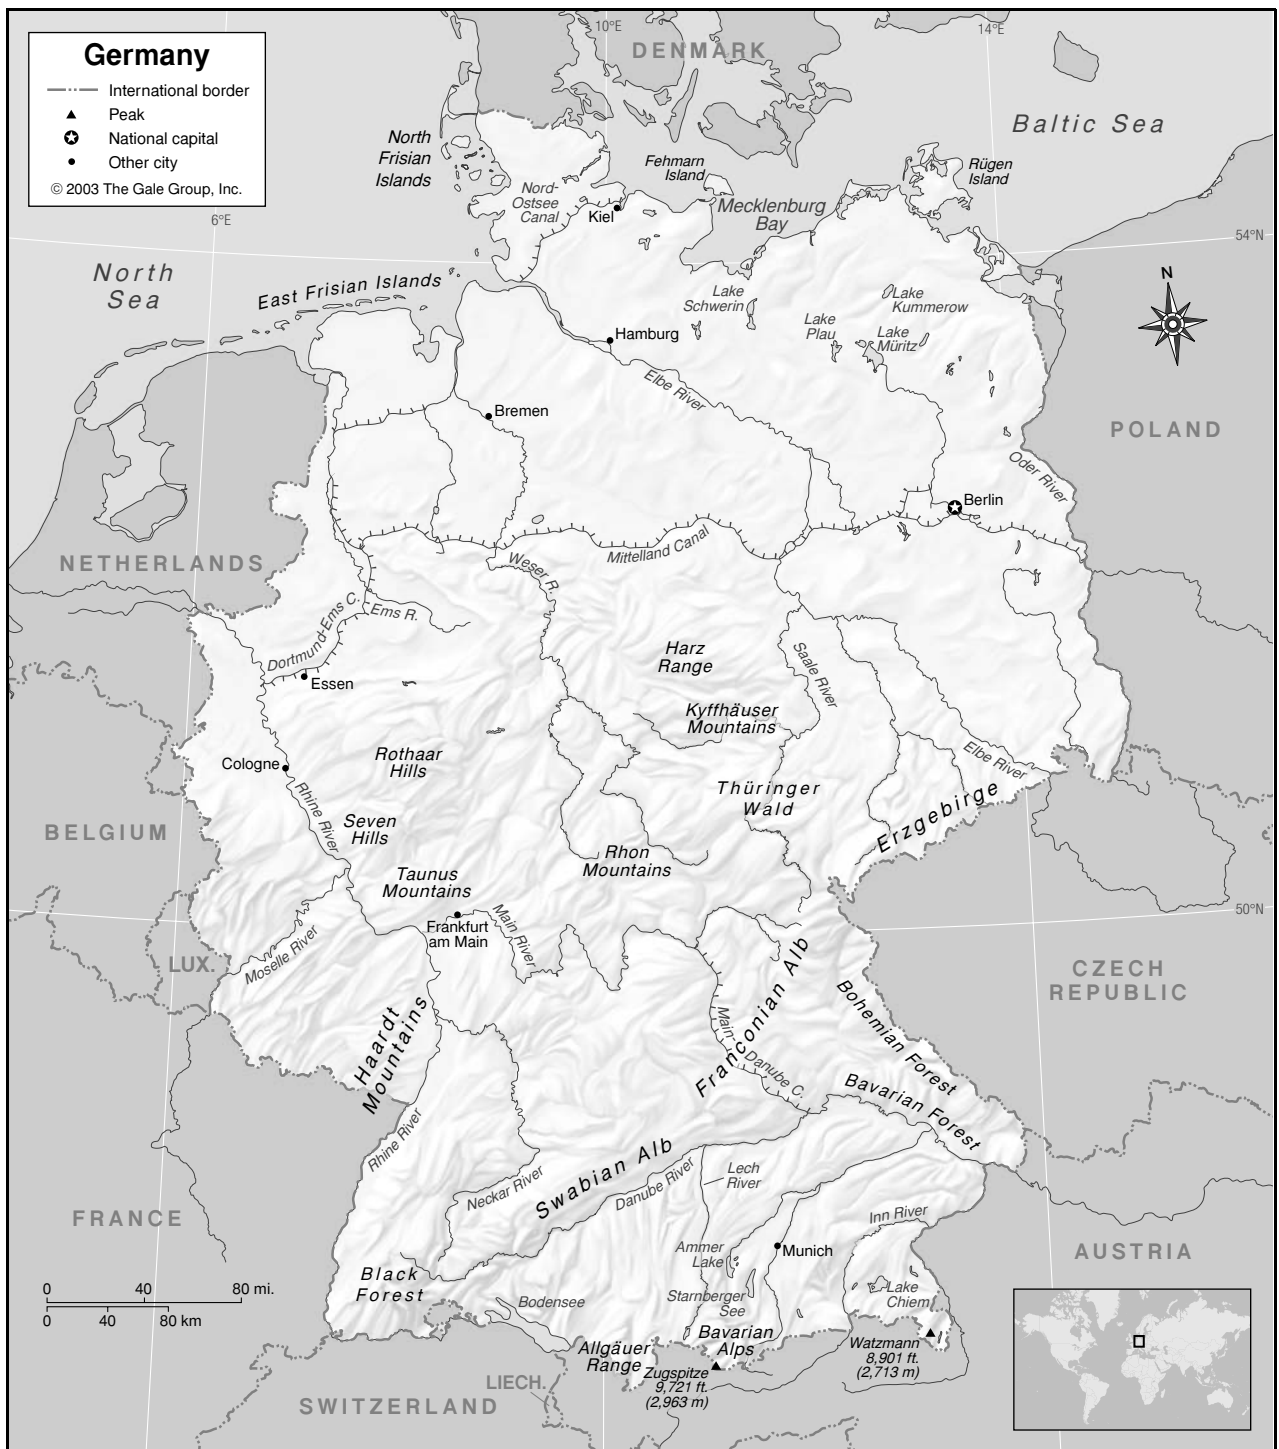 Germany
International border
Peak
National capital
Other city
© 2003 The Gale Group, Inc.
10°E
14°E
DENMARK
Baltic Sea
North
Frisian
Islands
Fehmarn
Island
Rügen
Island
Nord-
Ostsee
Canal
Kiel
Mecklenburg
Bay
6°E
54°N
North
Sea
East Frisian Islands
N
Lake
Schwerin
Lake
Kummerow
Lake
Plau
Lake
Müritz
Hamburg
Elbe River
Bremen
POLAND
Oder River
Berlin
NETHERLANDS
Mittelland Canal
Weser R.
Dortmund-Ems C.
Ems R.
Harz
Range
Saale River
Essen
Kyffhäuser
Mountains
Rothaar
Hills
Cologne
Elbe River
Rhine River
Thüringer
Wald
Erzgebirge
BELGIUM
Seven
Hills
Rhon
Mountains
Taunus
Mountains
50°N
Frankfurt
am Main
Main River
Moselle River
LUX.
CZECH
REPUBLIC
Franconian Alb
Bohemian Forest
Haardt
Mountains
Main-Danube C.
Bavarian Forest
Rhine River
Neckar River
Swabian Alb
Danube River
Lech
River
FRANCE
Inn River
Ammer
Lake
Munich
AUSTRIA
Black
Forest
Starnberger
See
Lake
Chiem
Bodensee
0 40 80 mi.
0 40 80 km
Bavarian
Alps
Allgäuer
Range
Watzmann
8,901 ft.
(2,713 m)
Zugspitze
9,721 ft.
(2,963 m)
LIECH.
SWITZERLAND